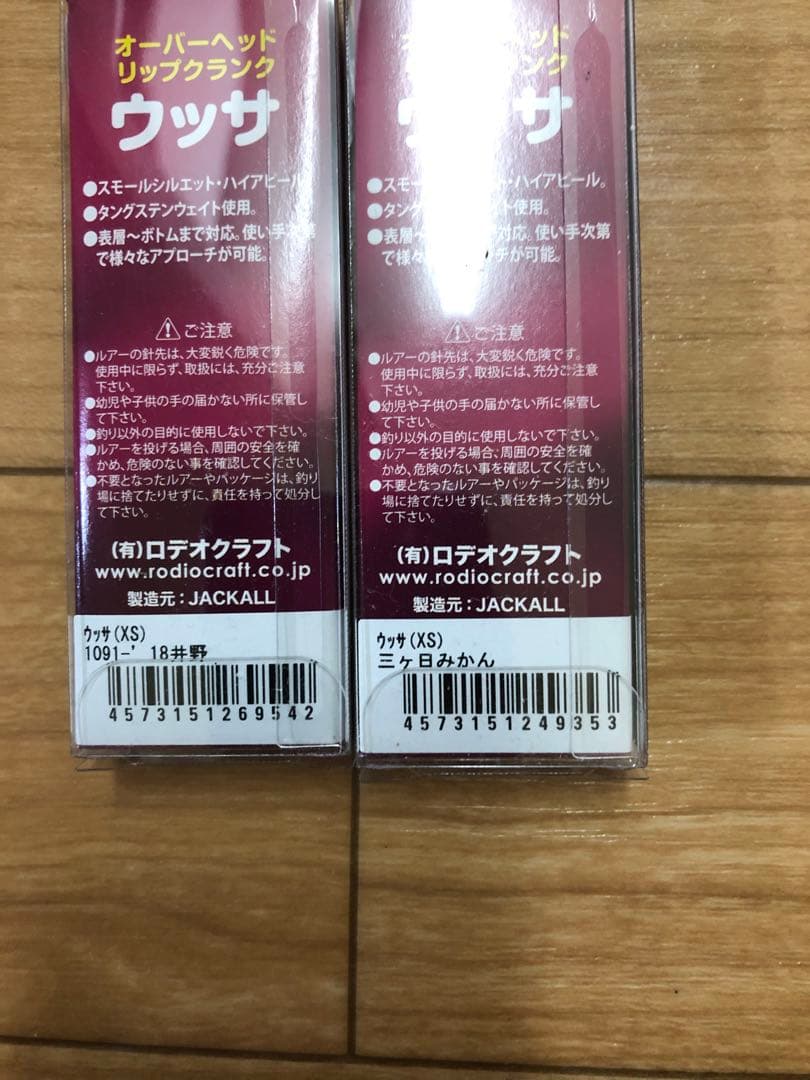 オーバーヘッド
リップクランク
ウッサ
●スモールシルエット・ハイアピール。
●タングステンウェイト使用。
●表層〜ボトムまで対応。使い手次第
で様々なアプローチが可能。
⚠ご注意
●ルアーの針先は、大変鋭く危険です。
使用中に限らず、取扱には、充分ご注意
下さい。
●幼児や子供の手の届かない所に保管し
て下さい。
●釣り以外の目的に使用しないで下さい。
●ルアーを投げる場合、周囲の安全を確
かめ、危険のない事を確認してください。
●不要となったルアーやパッケージは、釣り
場に捨てたりせずに、責任を持って処分し
て下さい。
(有)ロデオクラフト
www.rodiocraft.co.jp
製造元:JACKALL
ウッサ(XS)
1091-'18井野
4573151269542
ッド
ンク
ッサ
●スモール ト・ハイアピール。
●タングス イト使用。
●表層〜 対応。使い手次第
で様々 ーチが可能。
⚠ご注意
●ルアーの針先は、大変鋭く危険です。
使用中に限らず、取扱には、充分ご注意
下さい。
●幼児や子供の手の届かない所に保管し
て下さい。
●釣り以外の目的に使用しないで下さい。
●ルアーを投げる場合、周囲の安全を確
かめ、危険のない事を確認してください。
●不要となったルアーやパッケージは、釣り
場に捨てたりせずに、責任を持って処分し
て下さい。
(有)ロデオクラフト
www.rodiocraft.co.jp
製造元:JACKALL
ウッサ(XS)
三ヶ日みかん
4573151249353